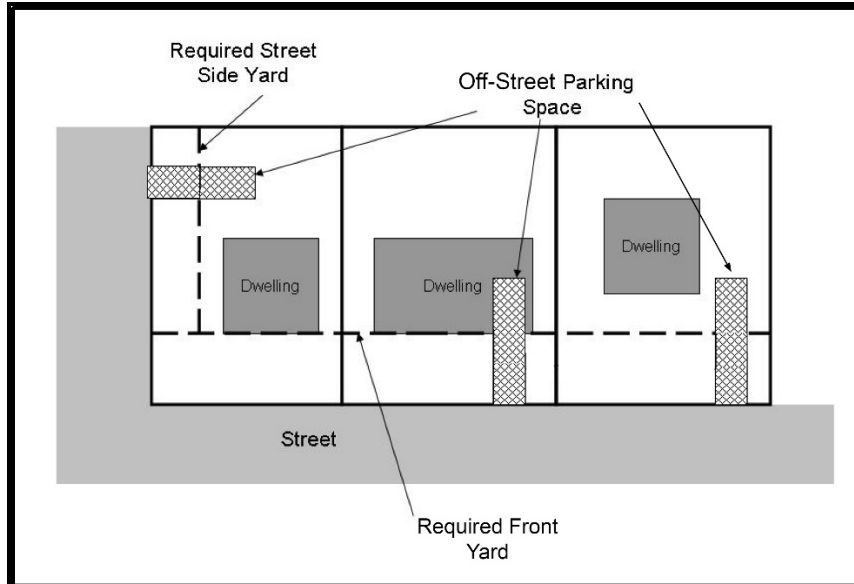 Required Street
Side Yard
Off-Street Parking
Space
Dwelling
Dwelling
Dwelling
Street
Required Front
Yard